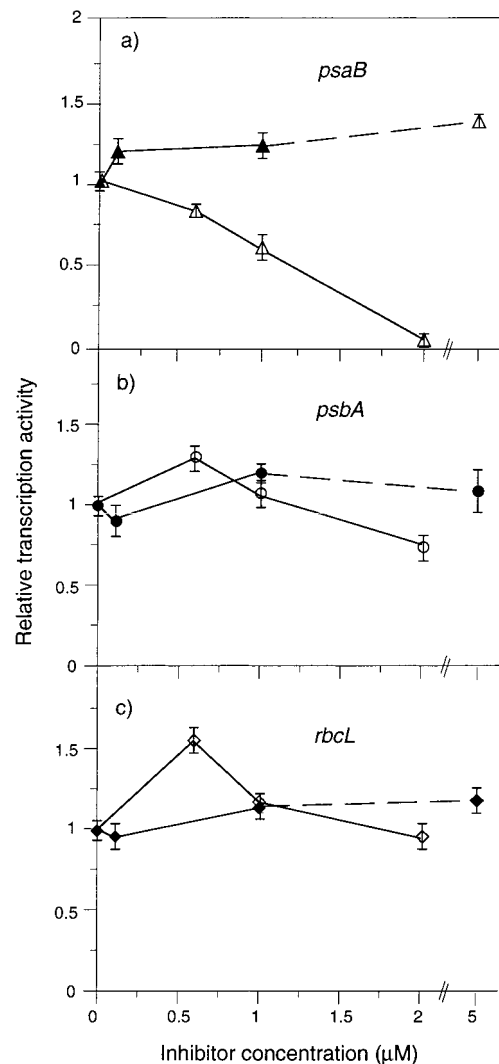 2
a)
psaB
1.5
1
0.5
0
b)
psbA
1.5
1
0.5
0
Relative transcription activity
c)
rbcL
1.5
1
0.5
0
0 0.5 1 1.5 2 5
Inhibitor concentration (μM)